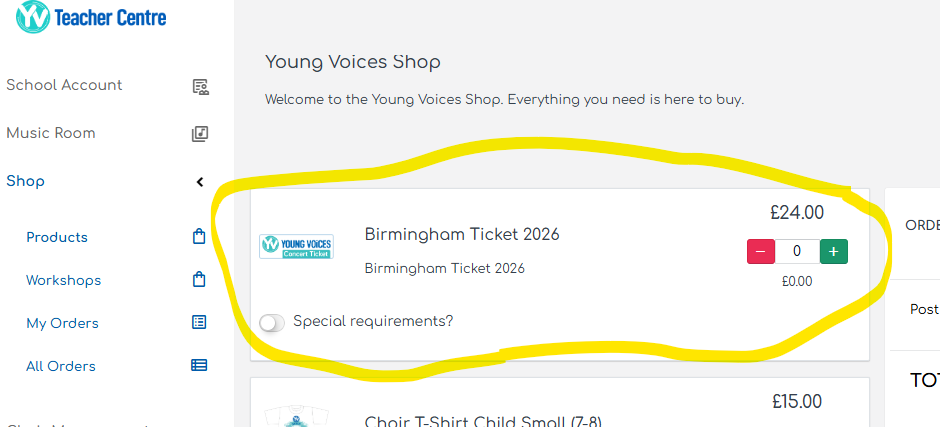 YV Teacher Centre
School Account
Music Room
Shop
Products
Workshops
My Orders
All Orders
Young Voices Shop
Welcome to the Young Voices Shop. Everything you need is here to buy.
YV YOUNG VOICES
Concert Ticket
Birmingham Ticket 2026
Birmingham Ticket 2026
£24.00
− 0 +
£0.00
Special requirements?
Choir T-Shirt Child Small (7-8)
£15.00
ORDE
Post
TOT